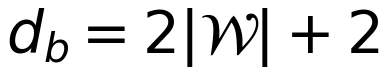 d_b = 2|𝒲| + 2